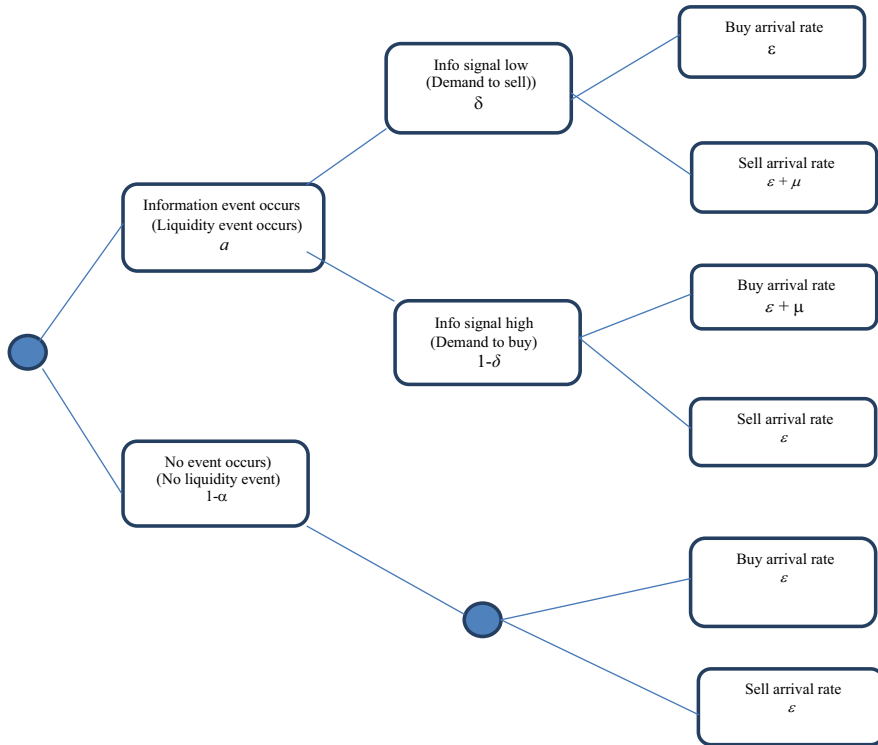 Buy arrival rate
ε
Info signal low
(Demand to sell))
δ
Sell arrival rate
ε + μ
Information event occurs
(Liquidity event occurs)
a
Buy arrival rate
ε + μ
Info signal high
(Demand to buy)
1-δ
Sell arrival rate
ε
No event occurs)
(No liquidity event)
1-α
Buy arrival rate
ε
Sell arrival rate
ε